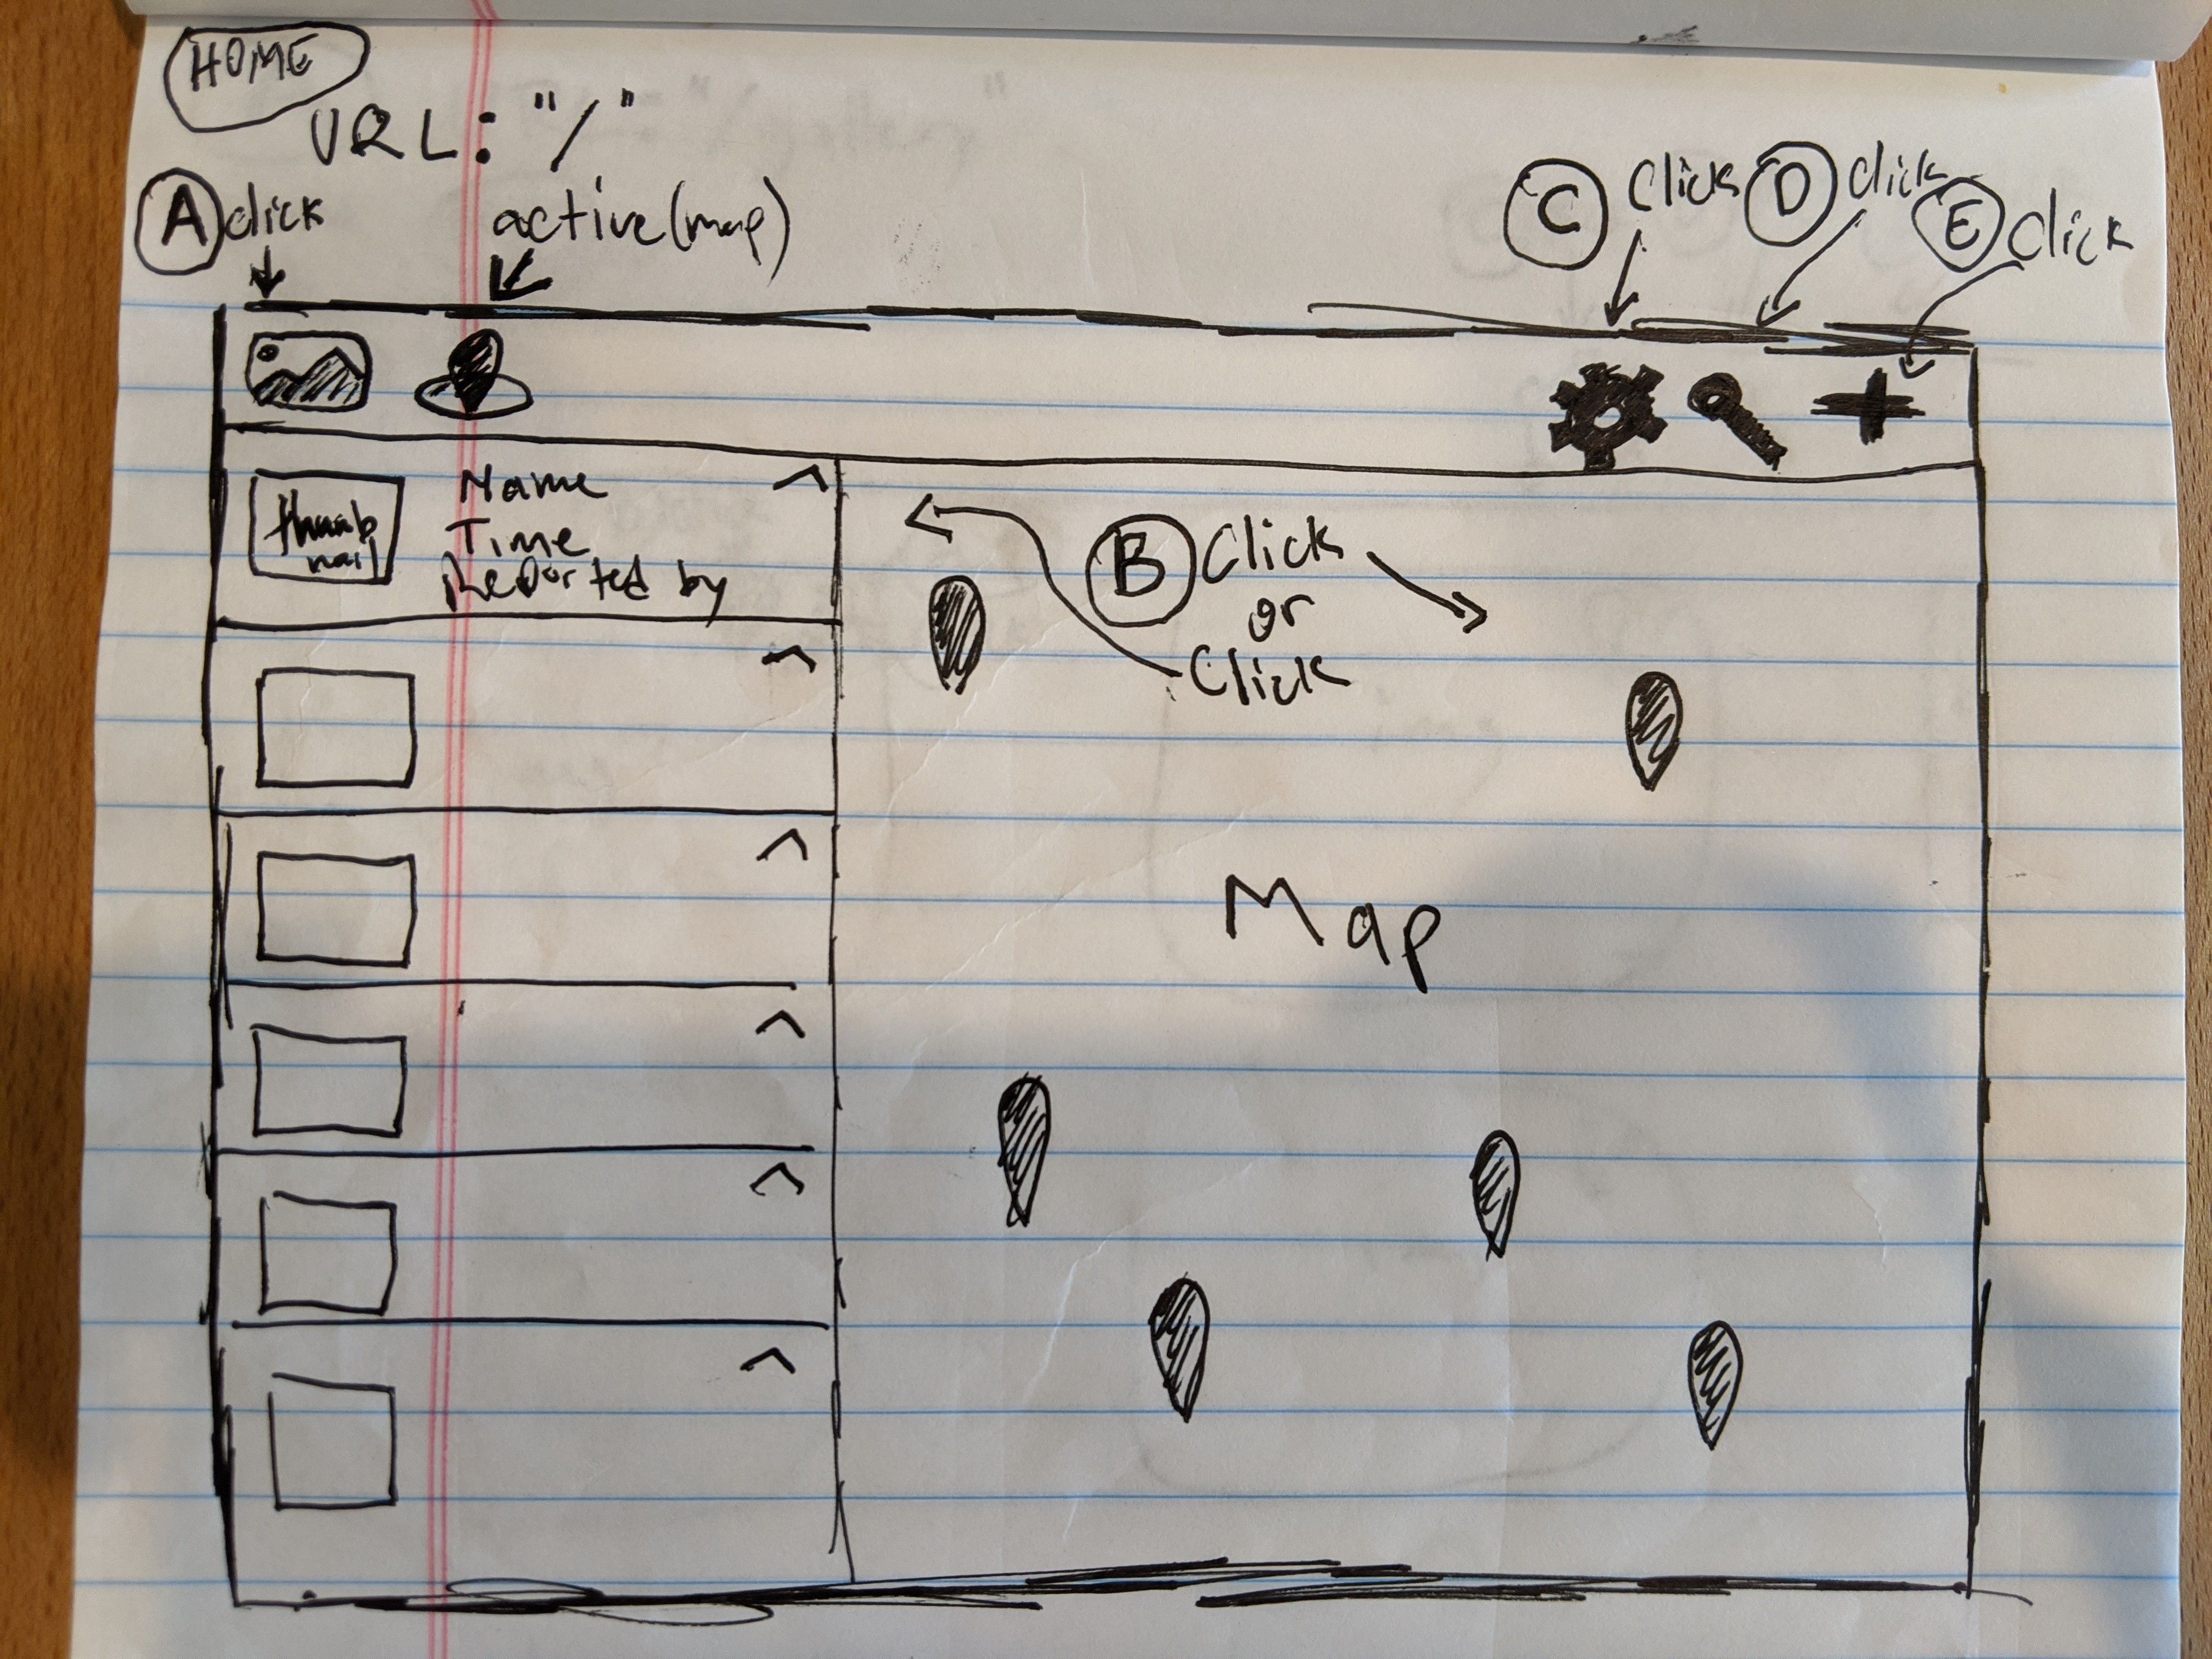 HOME
URL: "/"
A click
active (map)
C Click
D click
E Click
thumb
nail
Name
Time
Reported by
B Click
or
Click
Map